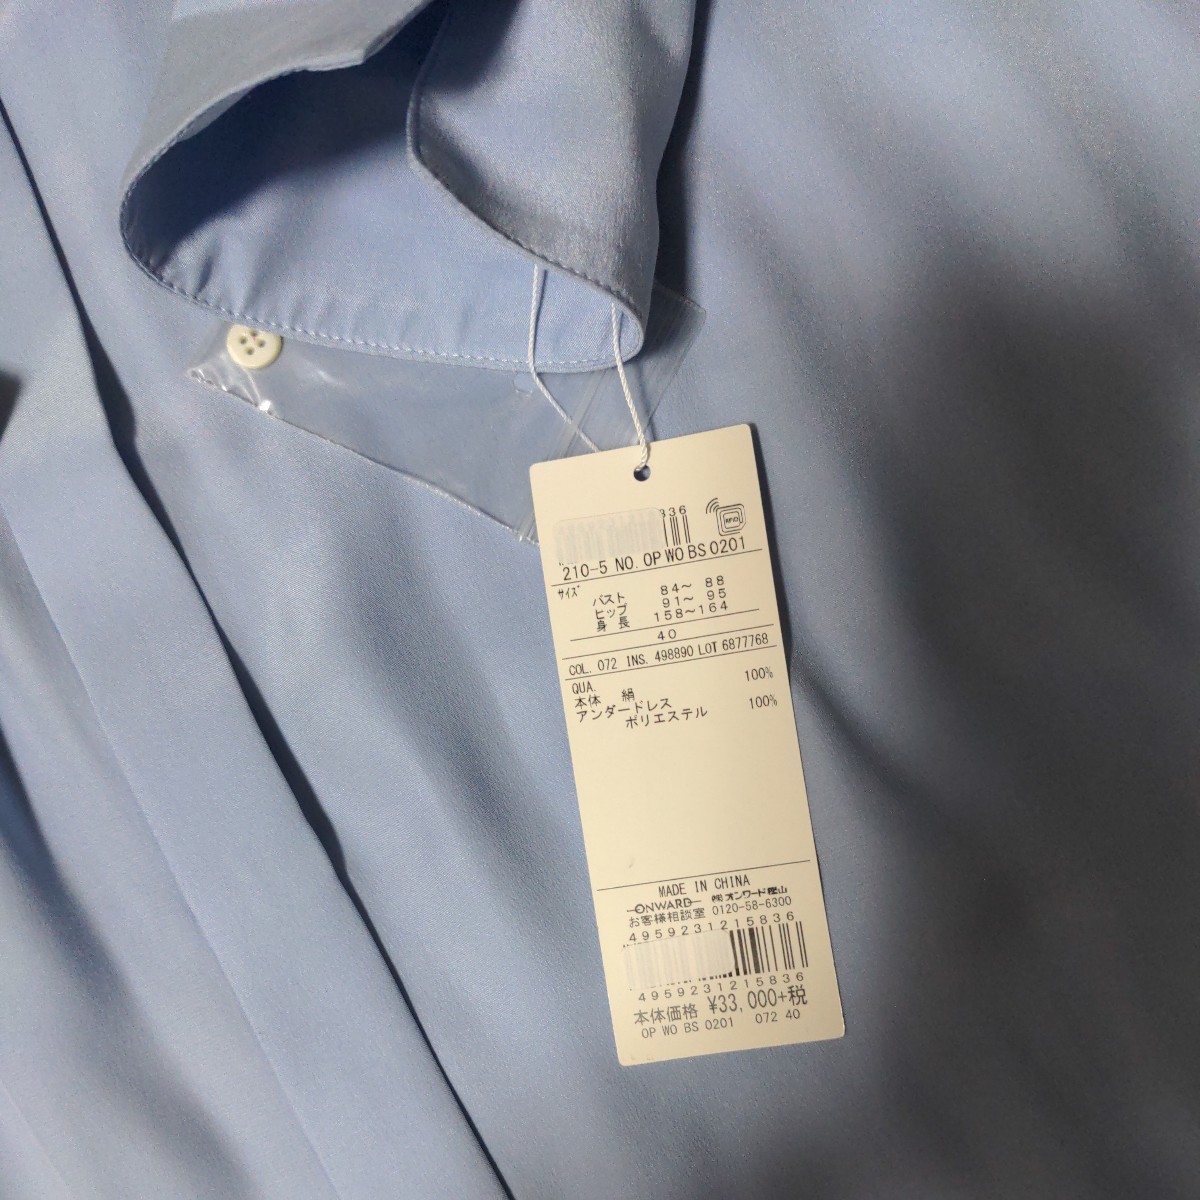 336
RFID
210-5 NO. OPWOBS0201
サイズ
バスト 84～ 88
ヒップ 91～ 95
身長 158～164
40
COL. 072 INS. 498890 LOT 6877768
QUA.
本体 絹 100%
アンダードレス
ポリエステル 100%
MADE IN CHINA
ONWARD ㈱オンワード樫山
お客様相談室 0120-58-6300
4959231215836
4959231215836
本体価格 ¥33,000+税
OP WO BS 0201 072 40